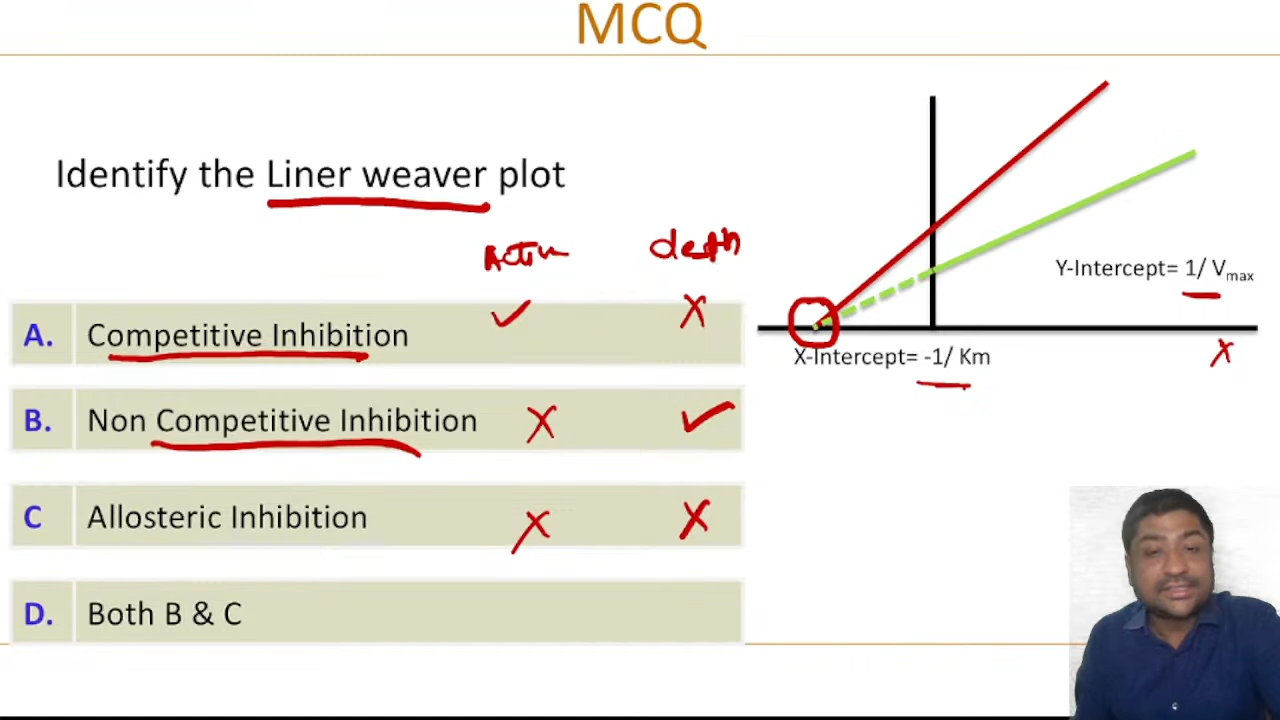 MCQ
Identify the Liner weaver plot
death
A. Competitive Inhibition
B. Non Competitive Inhibition
C Allosteric Inhibition
D. Both B & C
Y-Intercept= 1/ Vmax
X-Intercept= -1/ Km